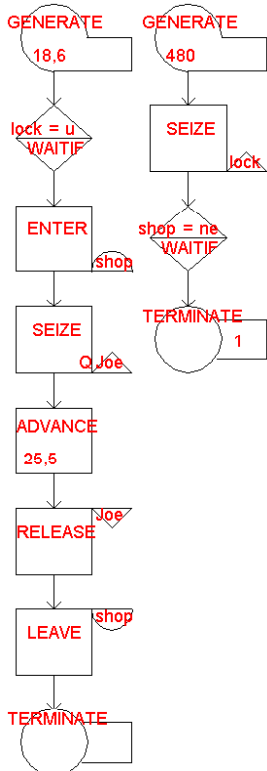 GENERATE
18,6
lock = u
WAITIF
ENTER
shop
SEIZE
Q Joe
ADVANCE
25,5
Joe
RELEASE
shop
LEAVE
TERMINATE
GENERATE
480
SEIZE
lock
shop = ne
WAITIF
TERMINATE
1